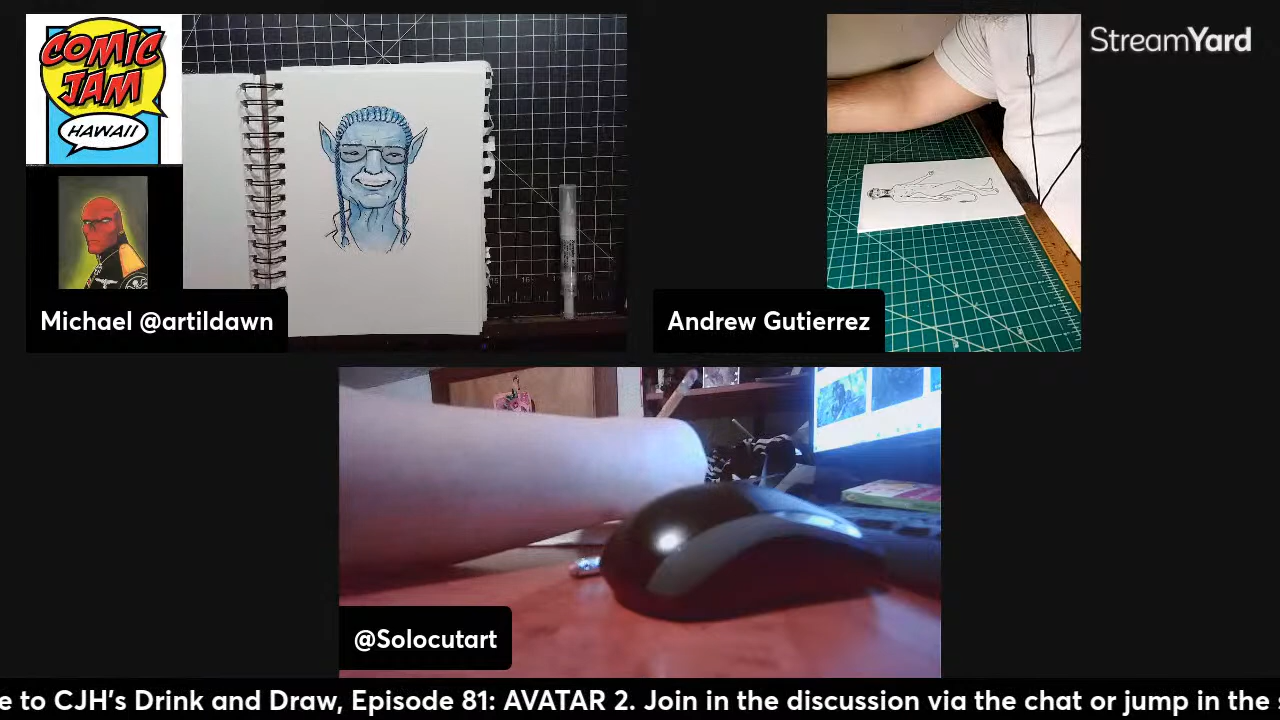 COMIC
JAM
HAWAII
StreamYard
Michael @artildawn
Andrew Gutierrez
@Solocutart
e to CJH's Drink and Draw, Episode 81: AVATAR 2. Join in the discussion via the chat or jump in the